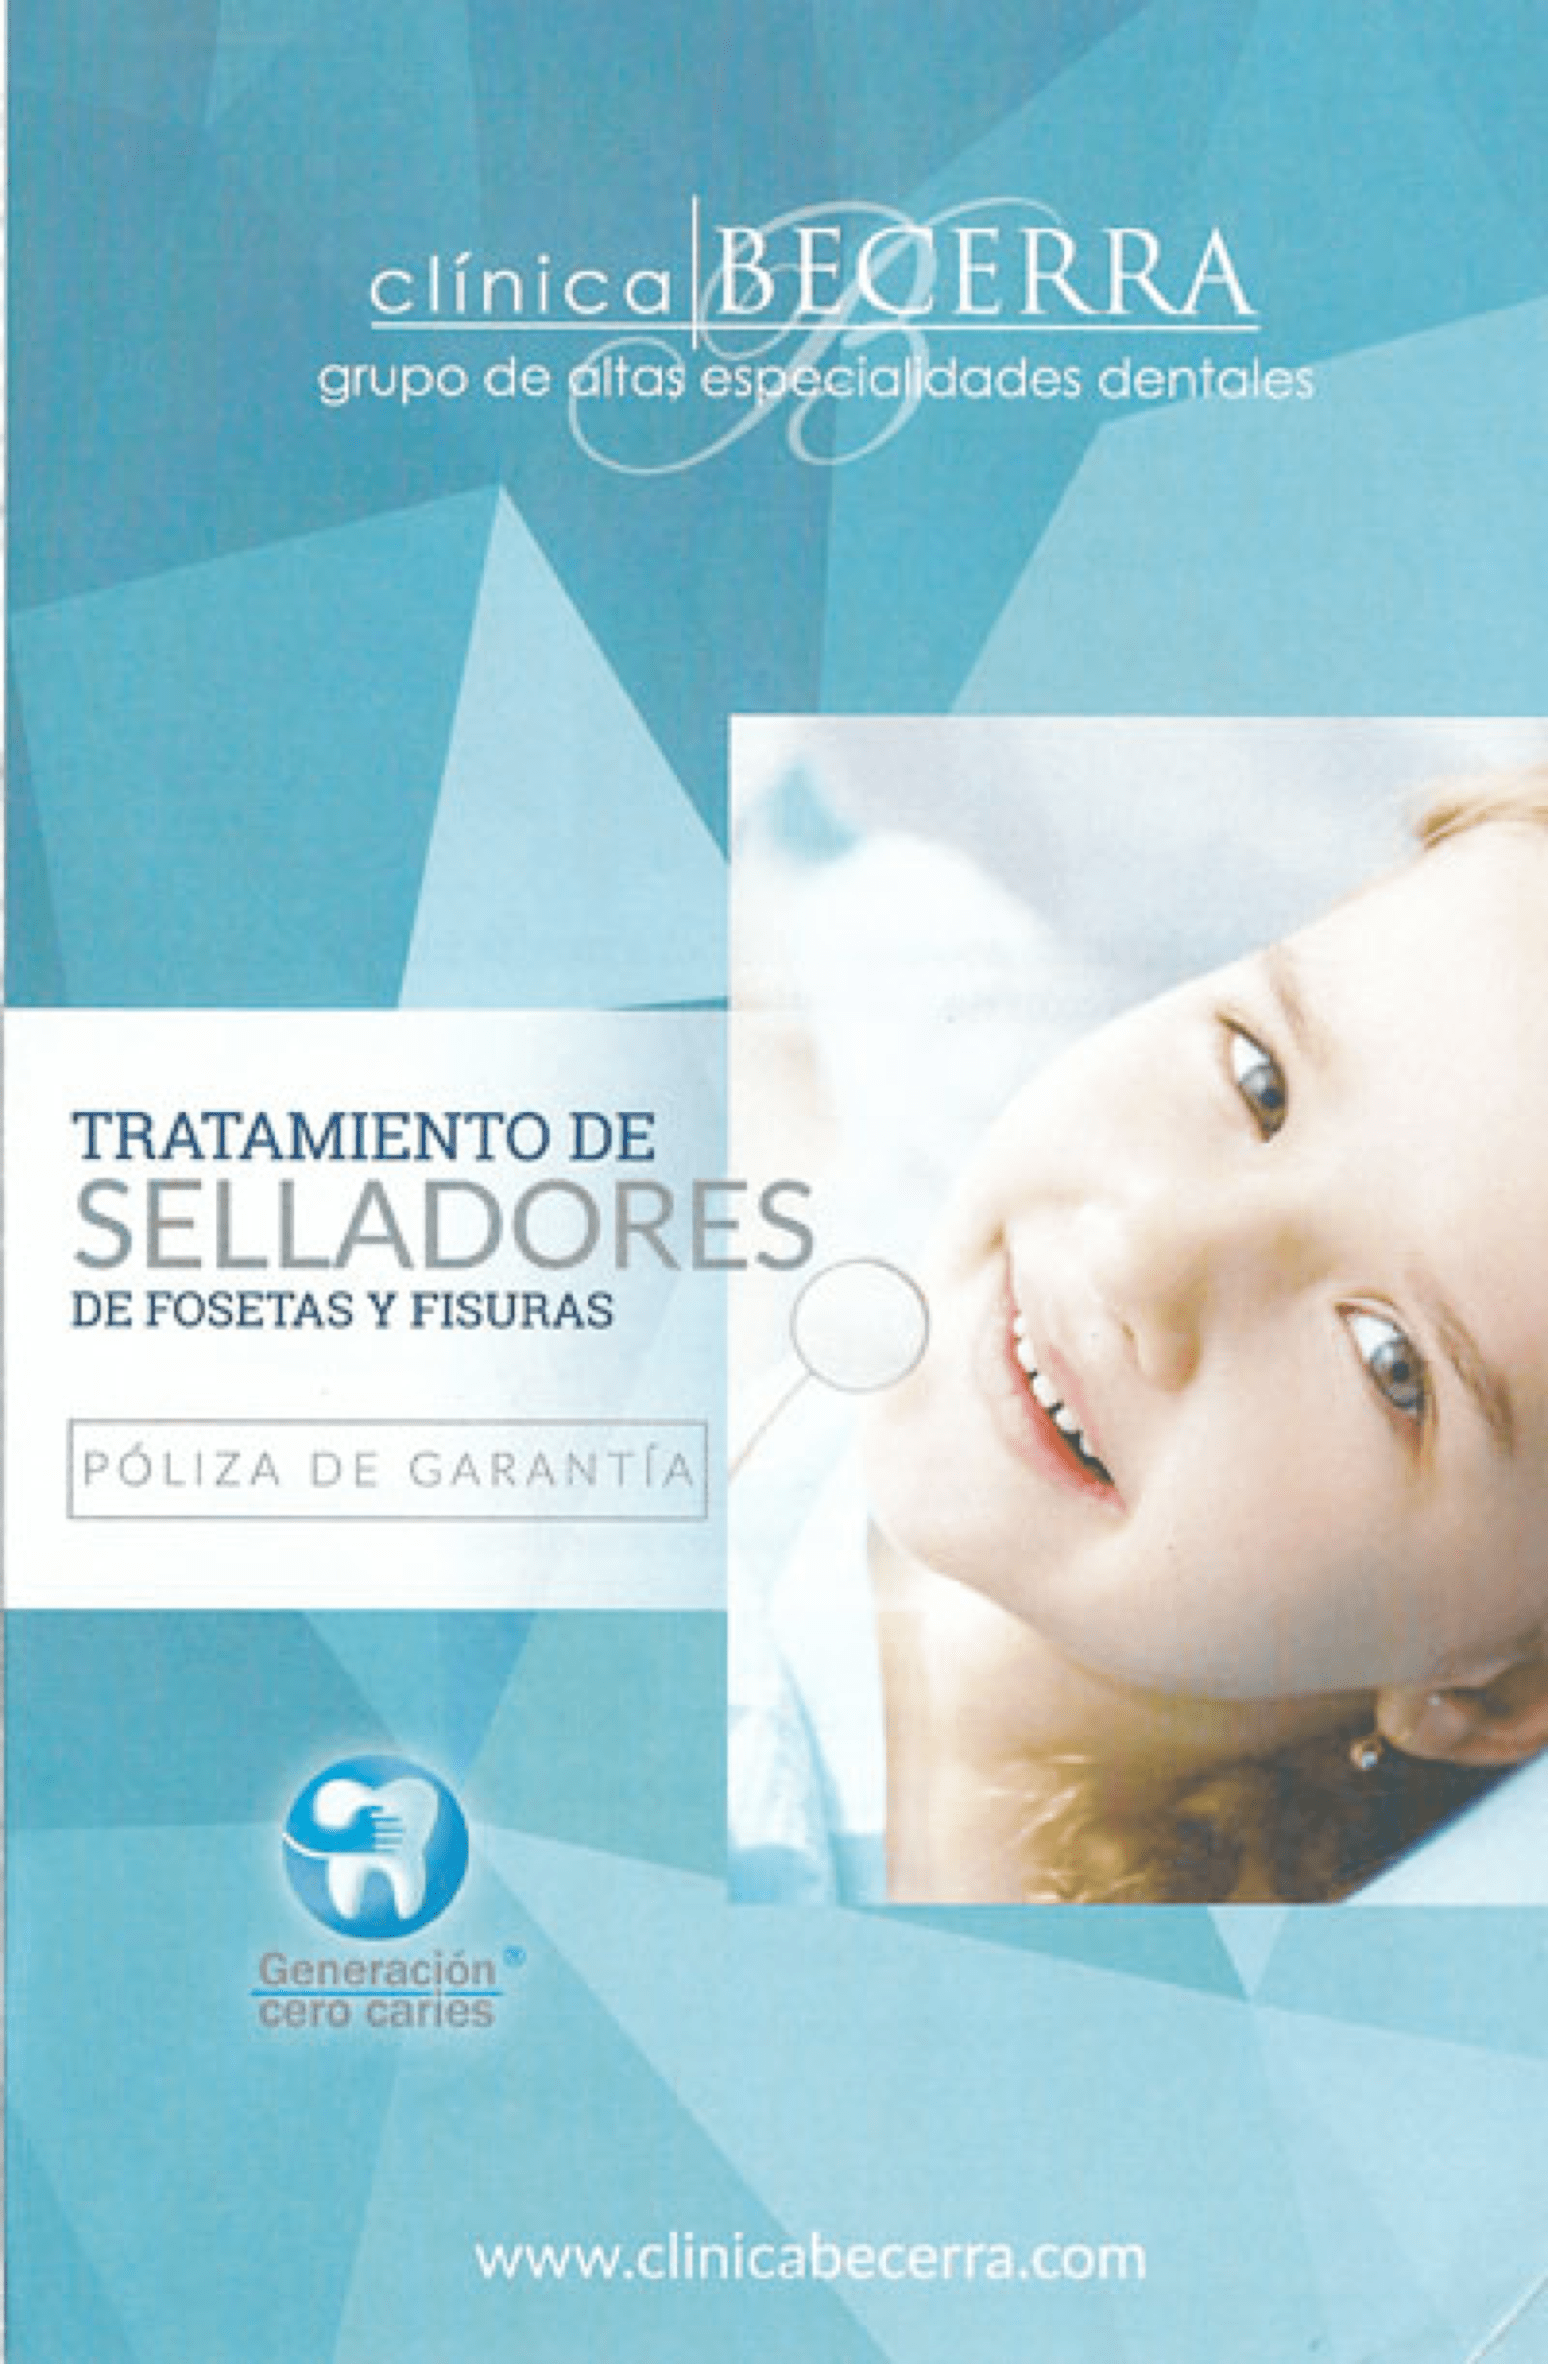 clínica BECERRA
grupo de altas especialidades dentales
TRATAMIENTO DE
SELLADORES
DE FOSETAS Y FISURAS
PÓLIZA DE GARANTÍA
Generación®
cero caries
www.clinicabecerra.com